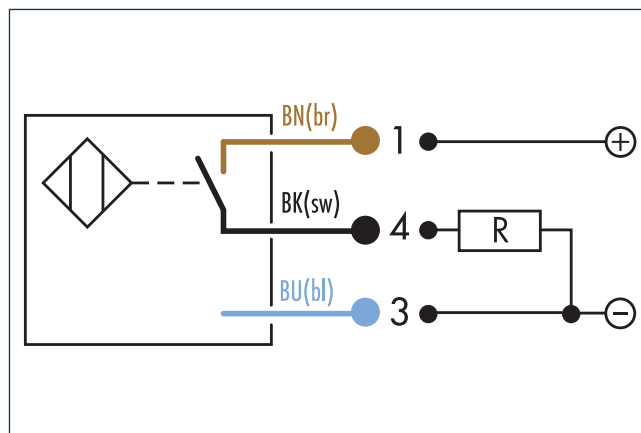 BN(br) 1 +
BK(sw) 4 R
BU(bl) 3 −